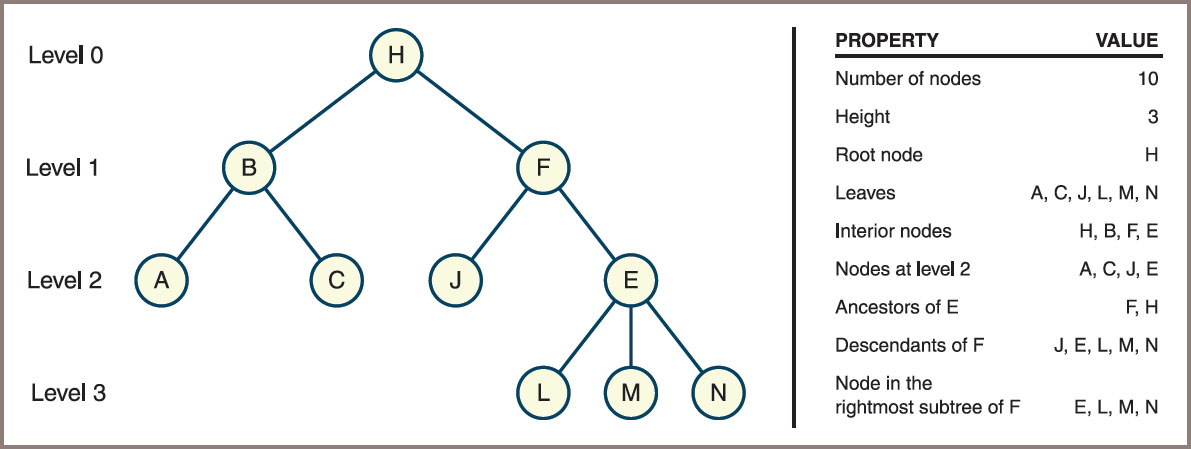 Level 0
H
Level 1
B
F
Level 2
A
C
J
E
Level 3
L
M
N
PROPERTY VALUE
Number of nodes 10
Height 3
Root node H
Leaves A, C, J, L, M, N
Interior nodes H, B, F, E
Nodes at level 2 A, C, J, E
Ancestors of E F, H
Descendants of F J, E, L, M, N
Node in the
rightmost subtree of F E, L, M, N